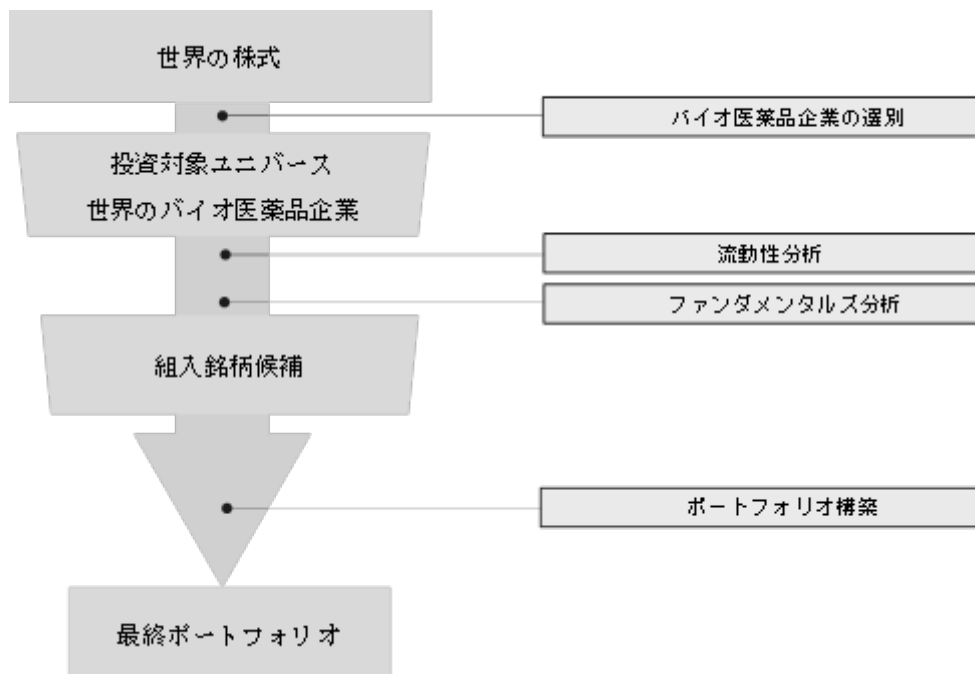 世界の株式
バイオ医薬品企業の選別
投資対象ユニバース
世界のバイオ医薬品企業
流動性分析
ファンダメンタルズ分析
組入銘柄候補
ポートフォリオ構築
最終ポートフォリオ